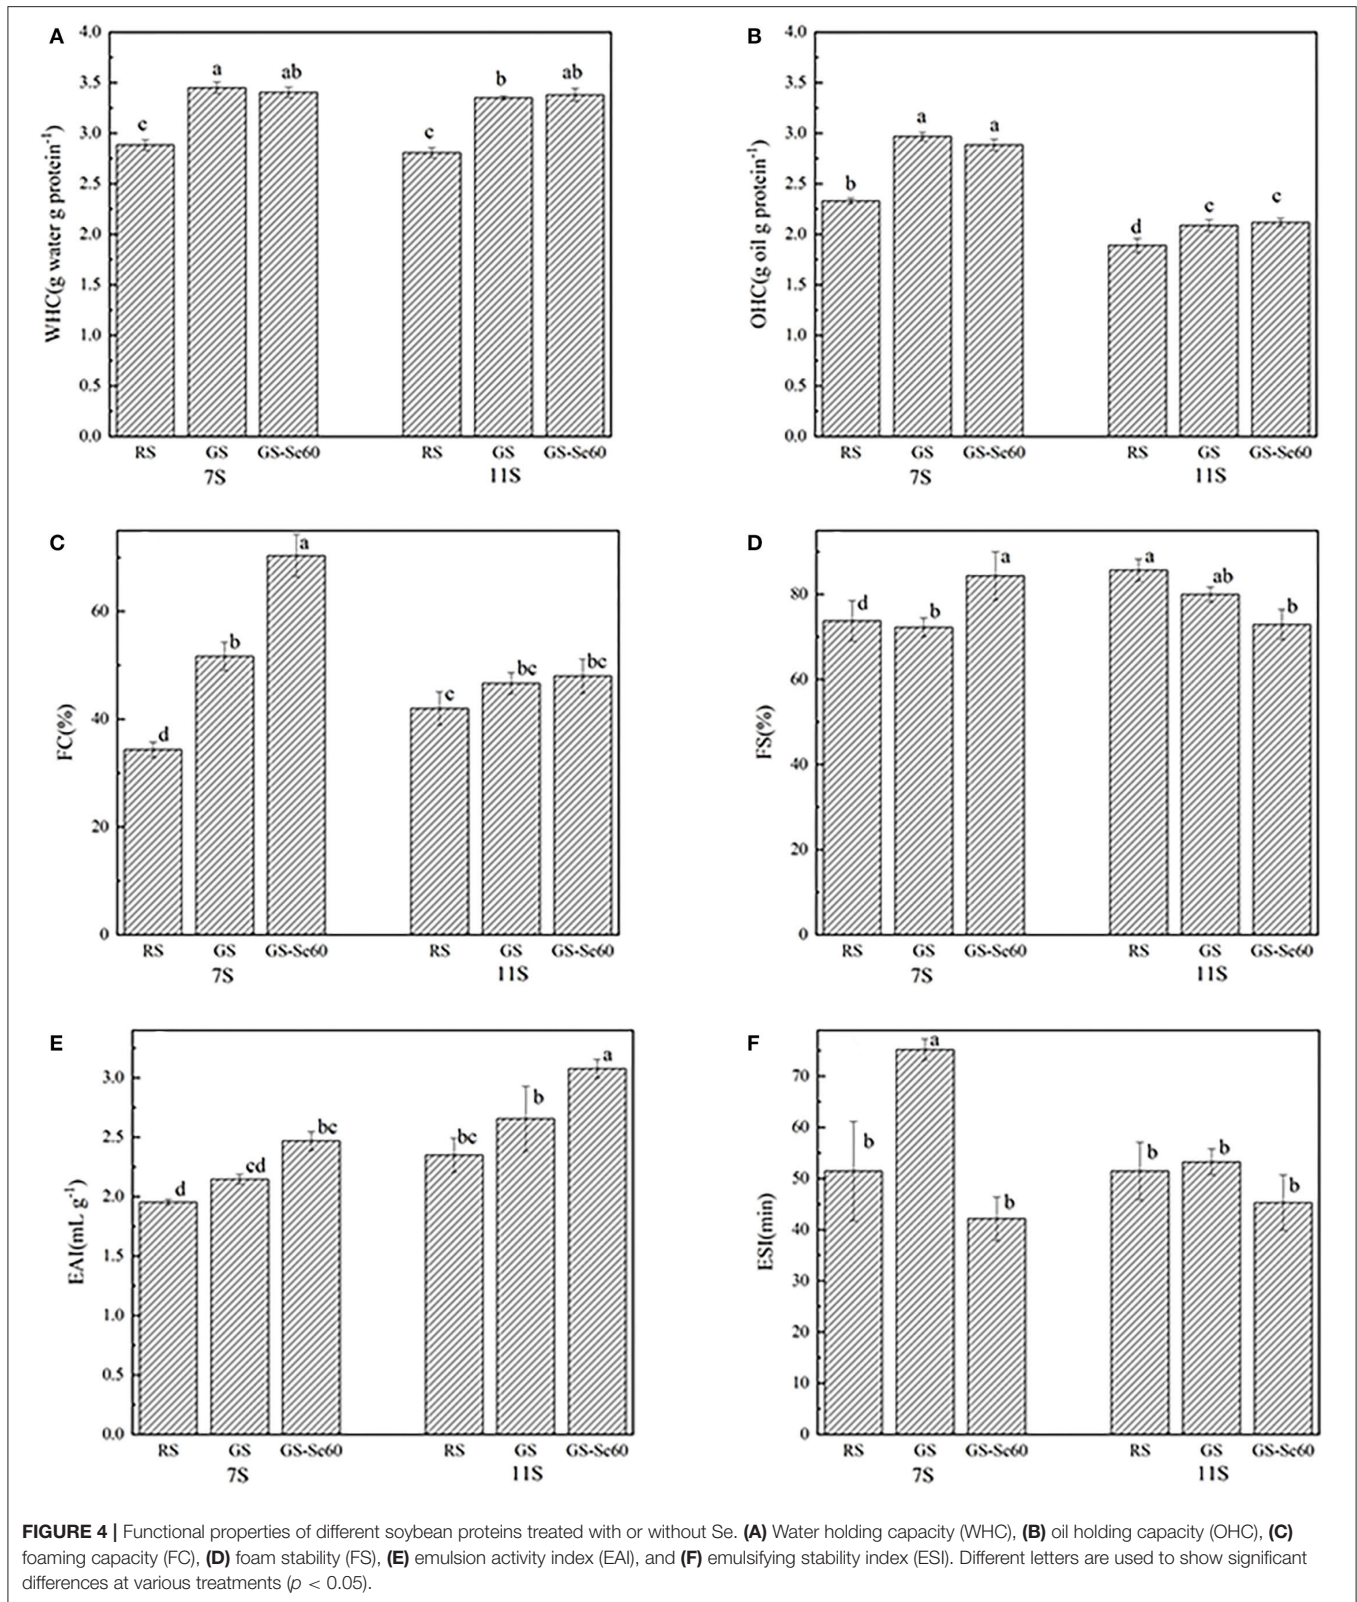 A
4.0
3.5
3.0
2.5
2.0
1.5
1.0
0.5
0.0
WHC(g water g protein-1)
c
a
ab
c
b
ab
RS GS GS-Se60 RS GS GS-Se60
7S 11S
B
4.0
3.5
3.0
2.5
2.0
1.5
1.0
0.5
0.0
OHC(g oil g protein-1)
b
a
a
d
c
c
RS GS GS-Se60 RS GS GS-Se60
7S 11S
C
60
40
20
0
FC(%)
d
b
a
c
bc
bc
RS GS GS-Se60 RS GS GS-Se60
7S 11S
D
80
60
40
20
0
FS(%)
d
b
a
a
ab
b
RS GS GS-Se60 RS GS GS-Se60
7S 11S
E
3.0
2.5
2.0
1.5
1.0
0.5
0.0
EAI(mL g-1)
d
cd
bc
bc
b
a
RS GS GS-Se60 RS GS GS-Se60
7S 11S
F
70
60
50
40
30
20
10
0
ESI(min)
b
a
b
b
b
b
RS GS GS-Se60 RS GS GS-Se60
7S 11S
FIGURE 4 | Functional properties of different soybean proteins treated with or without Se. (A) Water holding capacity (WHC), (B) oil holding capacity (OHC), (C)
foaming capacity (FC), (D) foam stability (FS), (E) emulsion activity index (EAI), and (F) emulsifying stability index (ESI). Different letters are used to show significant
differences at various treatments (p < 0.05).